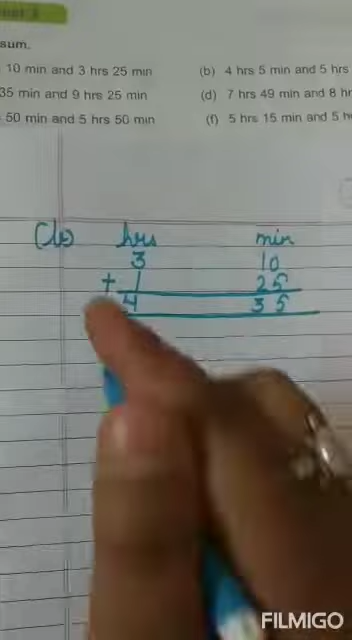 sum.
10 min and 3 hrs 25 min
(b) 4 hrs 5 min and 5 hrs
35 min and 9 hrs 25 min
(d) 7 hrs 49 min and 8 hr
50 min and 5 hrs 50 min
(f) 5 hrs 15 min and 5 h
(b) hrs min
3 10
+ 1 25
4 35
FILMIGO